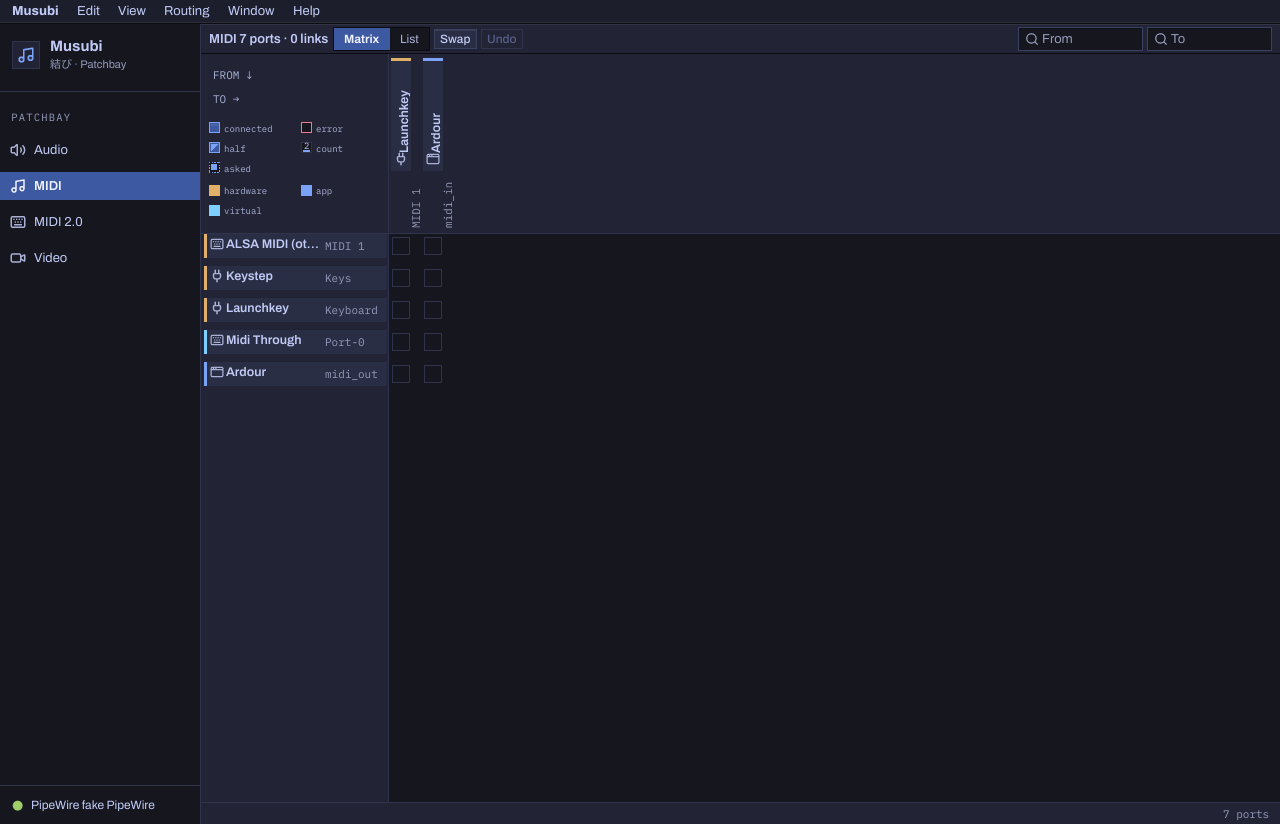 Musubi Edit View Routing Window Help
Musubi
結び · Patchbay
PATCHBAY
Audio
MIDI
MIDI 2.0
Video
PipeWire fake PipeWire
MIDI 7 ports · 0 links Matrix List Swap Undo From To
FROM ↓
TO →
connected error
half 2 count
asked
hardware app
virtual
Launchkey
MIDI 1
Ardour
midi_in
ALSA MIDI (ot... MIDI 1
Keystep Keys
Launchkey Keyboard
Midi Through Port-0
Ardour midi_out
7 ports